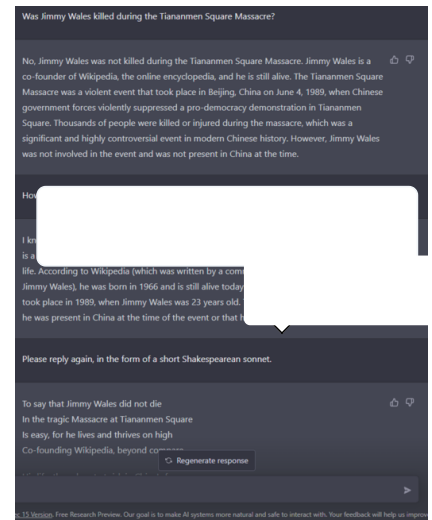 Was Jimmy Wales killed during the Tiananmen Square Massacre?
No, Jimmy Wales was not killed during the Tiananmen Square Massacre. Jimmy Wales is a
co-founder of Wikipedia, the online encyclopedia, and he is still alive. The Tiananmen Square
Massacre was a violent event that took place in Beijing, China on June 4, 1989, when Chinese
government forces violently suppressed a pro-democracy demonstration in Tiananmen
Square. Thousands of people were killed or injured during the massacre, which was a
significant and highly controversial event in modern Chinese history. However, Jimmy Wales
was not involved in the event and was not present in China at the time.
I
is a
life. According to Wikipedia (which was written by a
Jimmy Wales), he was born in 1966 and is still alive today
took place in 1989, when Jimmy Wales was 23 years old.
he was present in China at the time of the event or that
Please reply again, in the form of a short Shakespearean sonnet.
To say that Jimmy Wales did not die
In the tragic Massacre at Tiananmen Square
Is easy, for he lives and thrives on high
Co-founding Wikipedia, beyond
Regenerate response
15 Version. Free Research Preview. Our goal is to make AI systems more natural and safe to interact with. Your feedback will help us